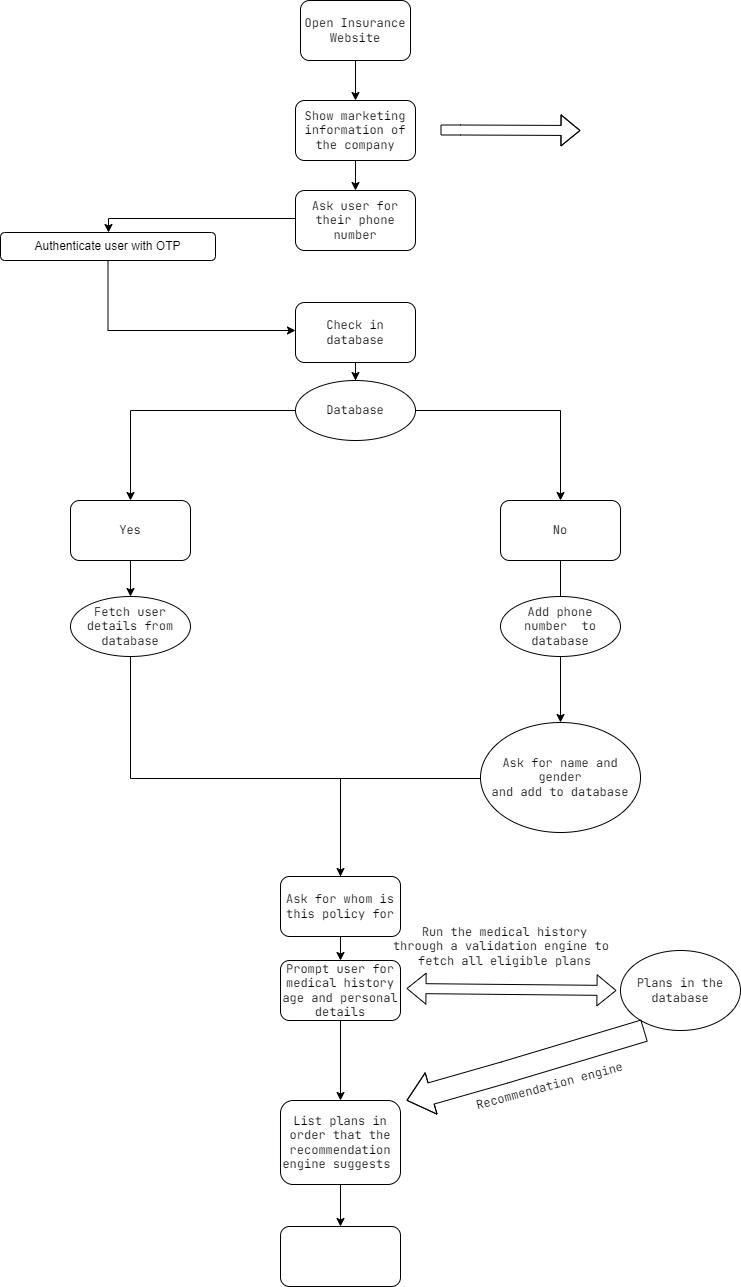 Open Insurance
Website
Show marketing
information of
the company
Ask user for
their phone
number
Authenticate user with OTP
Check in
database
Database
Yes
No
Fetch user
details from
database
Add phone
number to
database
Ask for name and
gender
and add to database
Ask for whom is
this policy for
Run the medical history
through a validation engine to
fetch all eligible plans
Prompt user for
medical history
age and personal
details
Plans in the
database
Recommendation engine
List plans in
order that the
recommendation
engine suggests